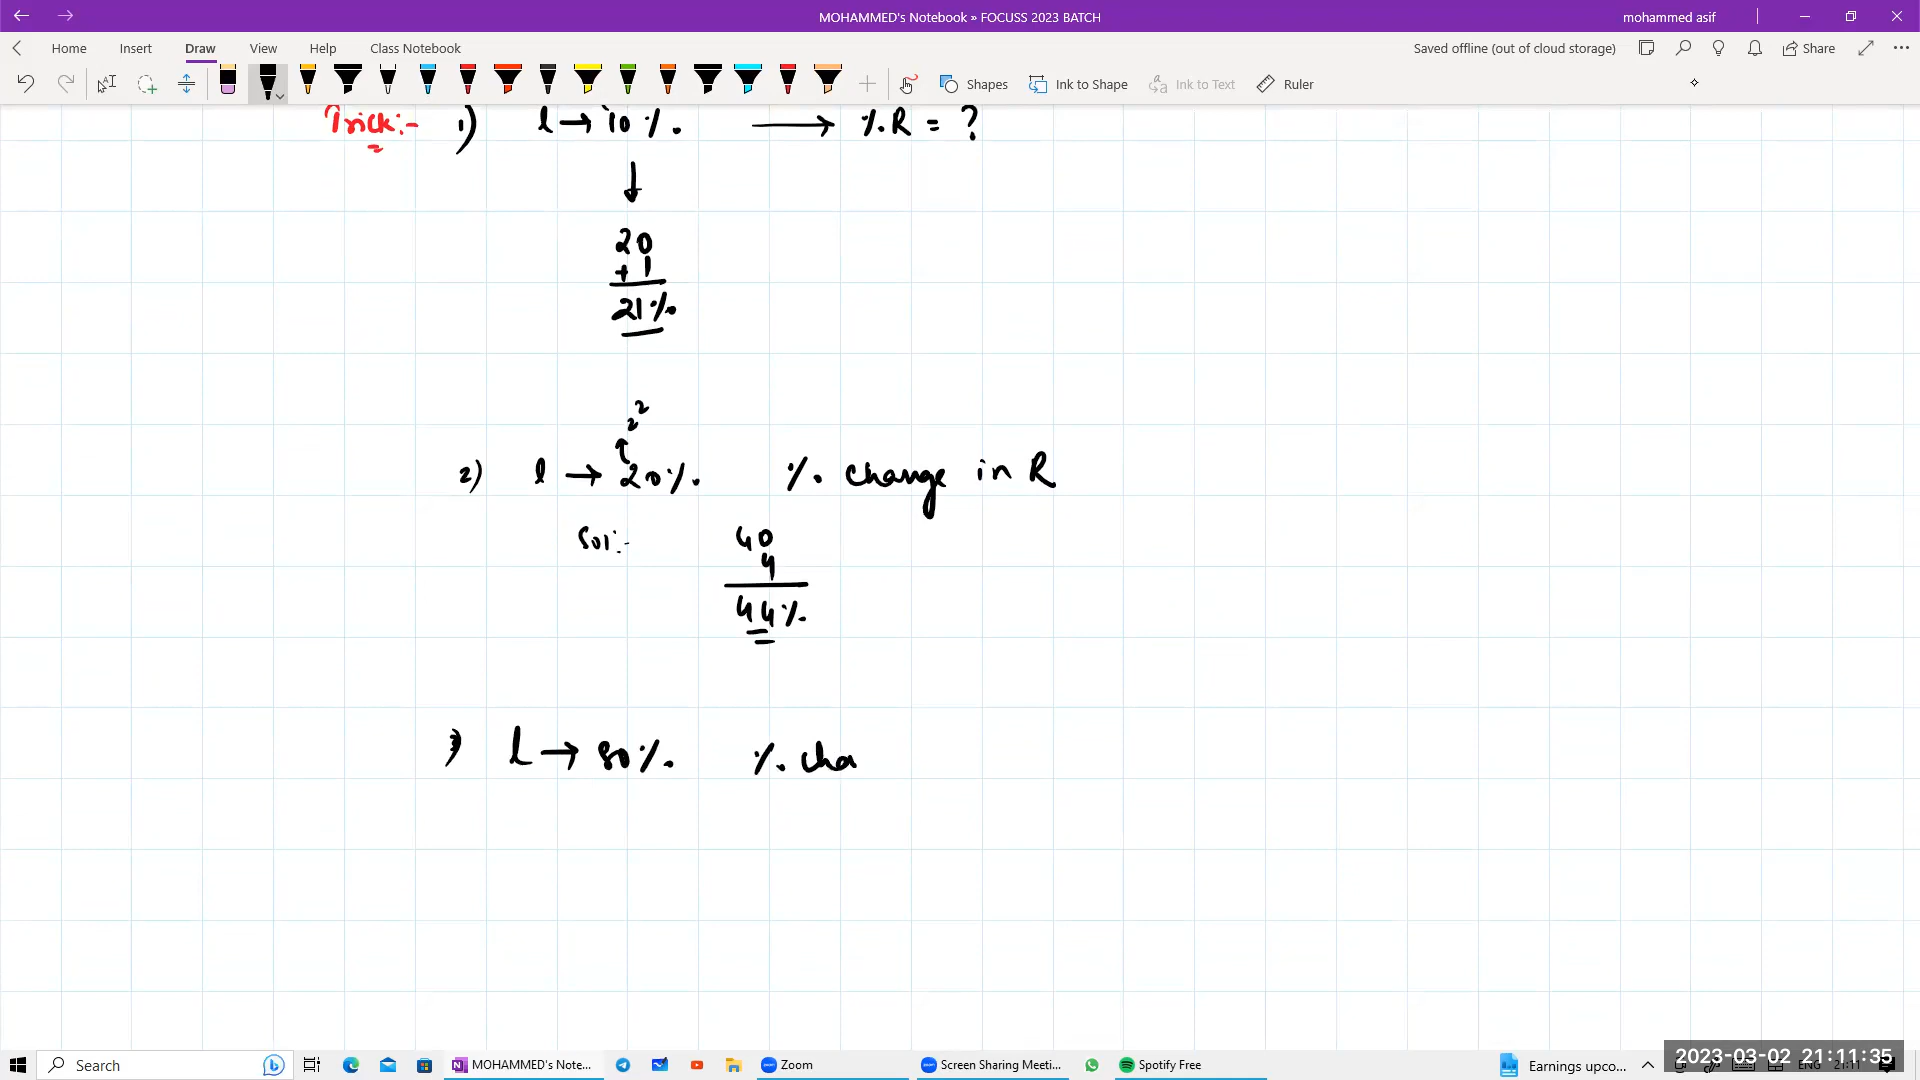 MOHAMMED's Notebook » FOCUSS 2023 BATCH
mohammed asif
Home Insert Draw View Help Class Notebook
Saved offline (out of cloud storage)
Share
Shapes Ink to Shape Ink to Text Ruler
Trick:- 1) l → 10 %. → %.R = ?
20
+ 1
21%.
2
2
2) l → 20%. %. change in R
Sol:-
40
4
44%.
3) l → 80%. %. cha
Search
MOHAMMED's Note...
Zoom
Screen Sharing Meeti...
Spotify Free
Earnings upco...
ENG 21:11
2023-03-02 21:11:35